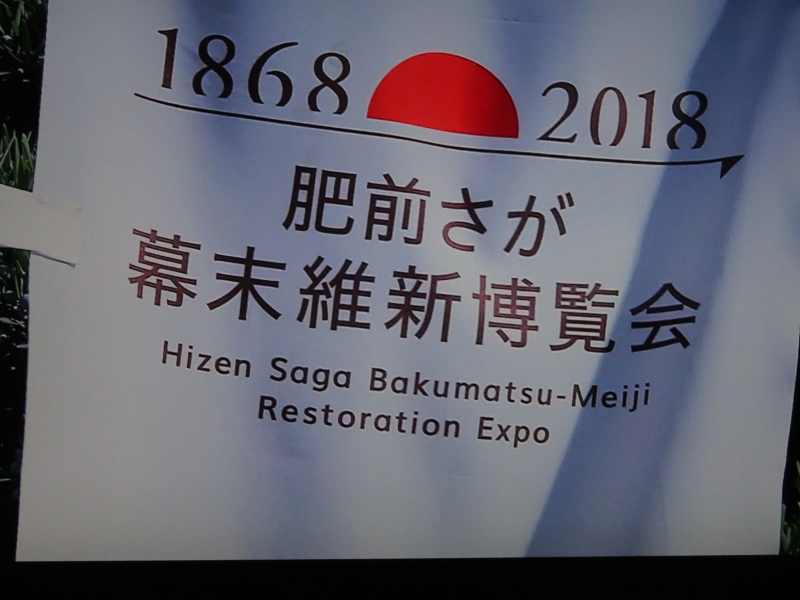 1868 2018
肥前さが
幕末維新博覧会
Hizen Saga Bakumatsu-Meiji
Restoration Expo